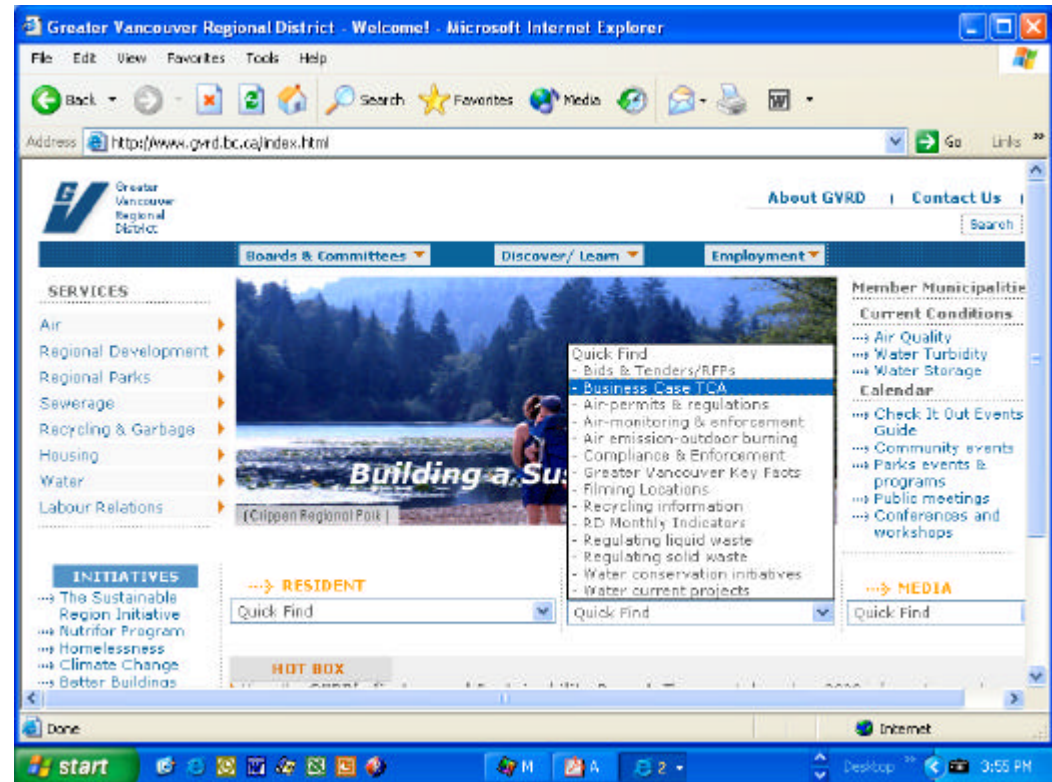 Greater Vancouver Regional District - Welcome! - Microsoft Internet Explorer
File Edit View Favorites Tools Help
Back Search Favorites Media
Address http://www.gvrd.bc.ca/index.html Go Links
Greater
Vancouver
Regional
District
About GVRD | Contact Us |
Search
Boards & Committees Discover/ Learn Employment
SERVICES
Air
Regional Development
Regional Parks
Sewerage
Recycling & Garbage
Housing
Water
Labour Relations
Building a Su
(Crippen Regional Park)
Quick Find
- Bids & Tenders/RFPs
- Business Case TCA
- Air-permits & regulations
- Air-monitoring & enforcement
- Air emission-outdoor burning
- Compliance & Enforcement
- Greater Vancouver Key Facts
- Filming Locations
- Recycling information
- RD Monthly Indicators
- Regulating liquid waste
- Regulating solid waste
- Water conservation initiatives
- Water current projects
Quick Find
Member Municipalitie
Current Conditions
Air Quality
Water Turbidity
Water Storage
Calendar
Check It Out Events
Guide
Community events
Parks events &
programs
Public meetings
Conferences and
workshops
INITIATIVES
The Sustainable
Region Initiative
Nutrifor Program
Homelessness
Climate Change
Better Buildings
RESIDENT
Quick Find
MEDIA
Quick Find
HOT BOX
Done Internet
start M A 2 Desktop 3:55 PM